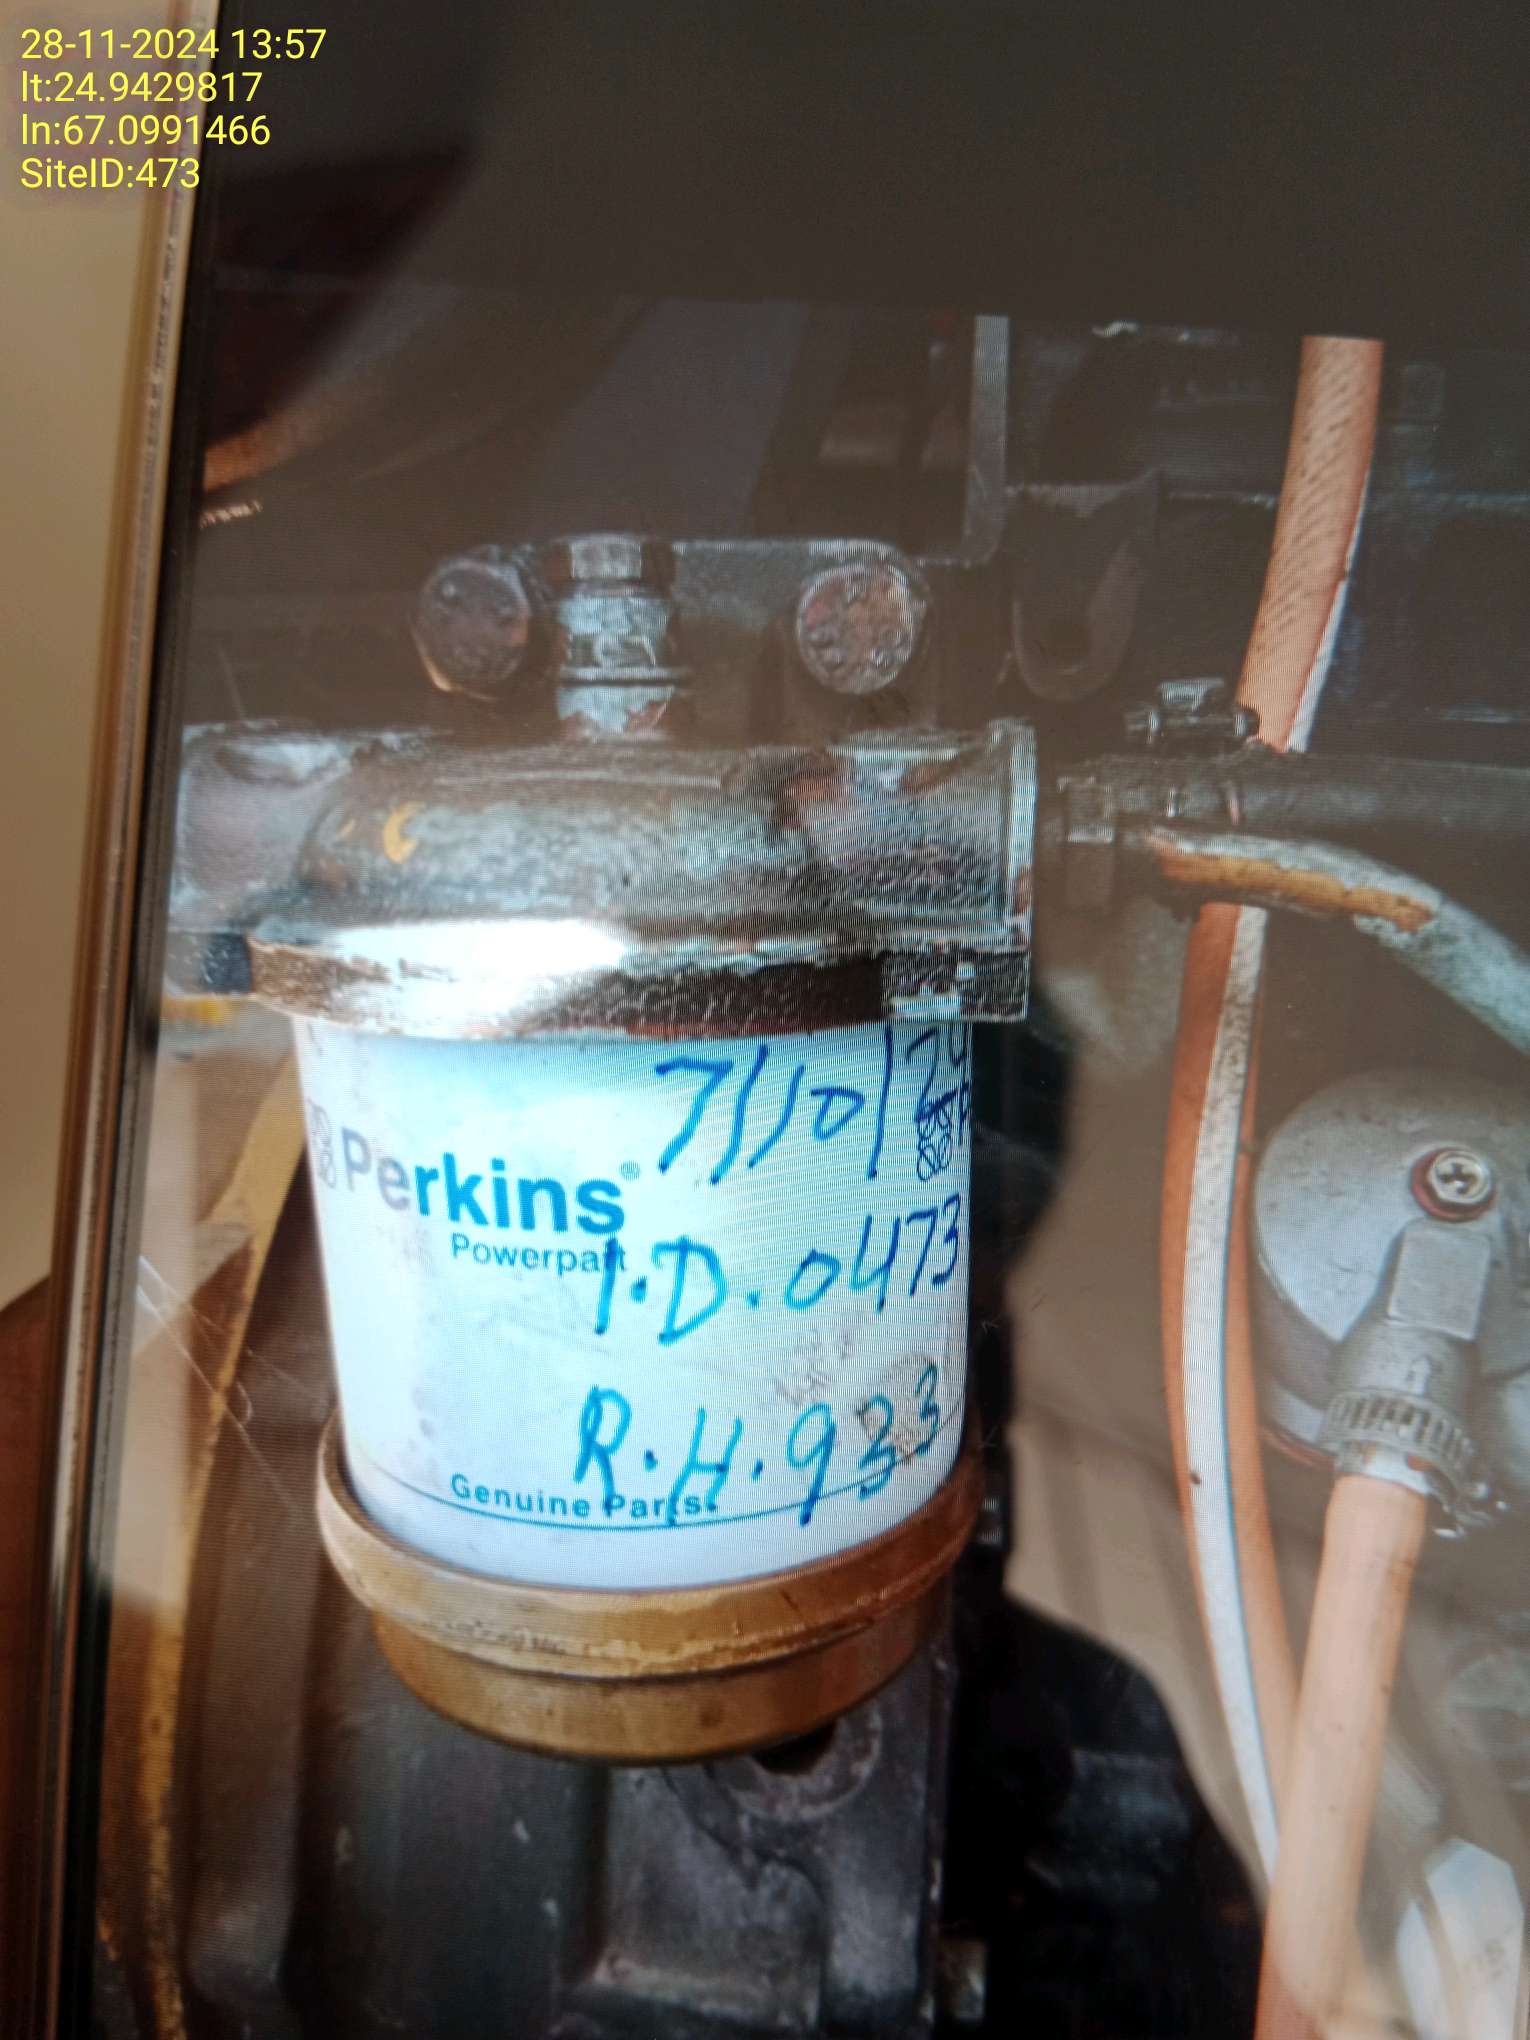 28-11-2024 13:57
lt:24.9429817
ln:67.0991466
SiteID:473
7/10/24
Perkins®
Powerpart
I.D. 0473
R.H. 933
Genuine Parts.